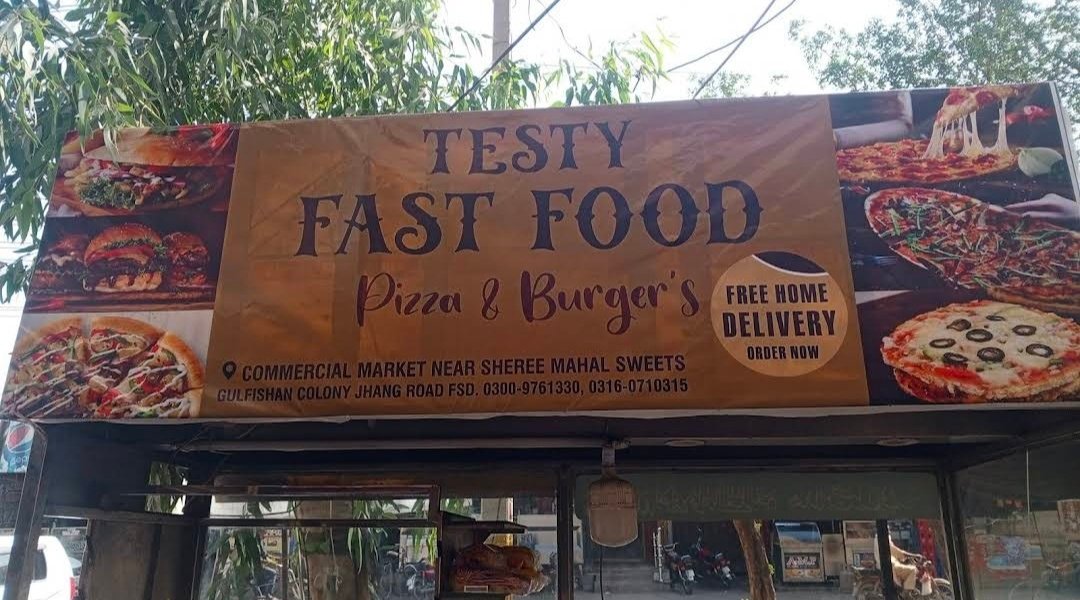 TESTY
FAST FOOD
Pizza & Burger's
FREE HOME
DELIVERY
ORDER NOW
COMMERCIAL MARKET NEAR SHEREE MAHAL SWEETS
GULFISHAN COLONY JHANG ROAD FSD. 0300-9761330, 0316-0710315